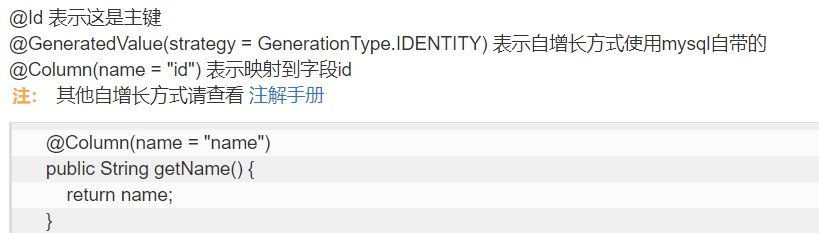 @Id 表示这是主键
@GeneratedValue(strategy = GenerationType.IDENTITY) 表示自增长方式使用mysql自带的
@Column(name = "id") 表示映射到字段id
注： 其他自增长方式请查看 注解手册
@Column(name = "name")
public String getName() {
    return name;
}